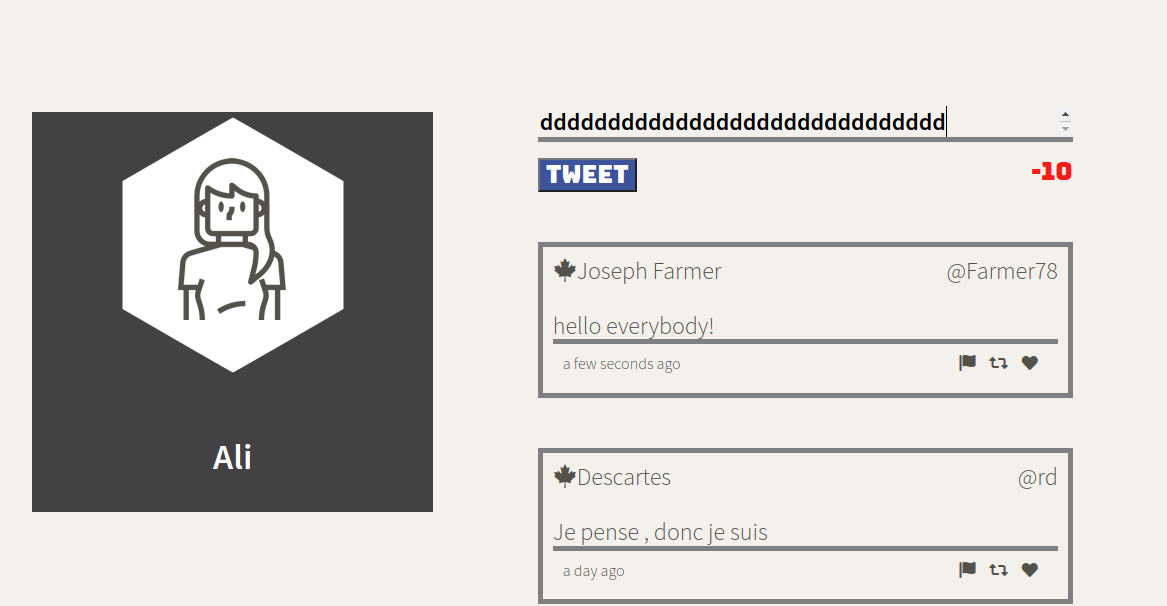 dddddddddddddddddddddddddddddd
TWEET
-10
Joseph Farmer @Farmer78
hello everybody!
a few seconds ago
Ali
Descartes @rd
Je pense , donc je suis
a day ago